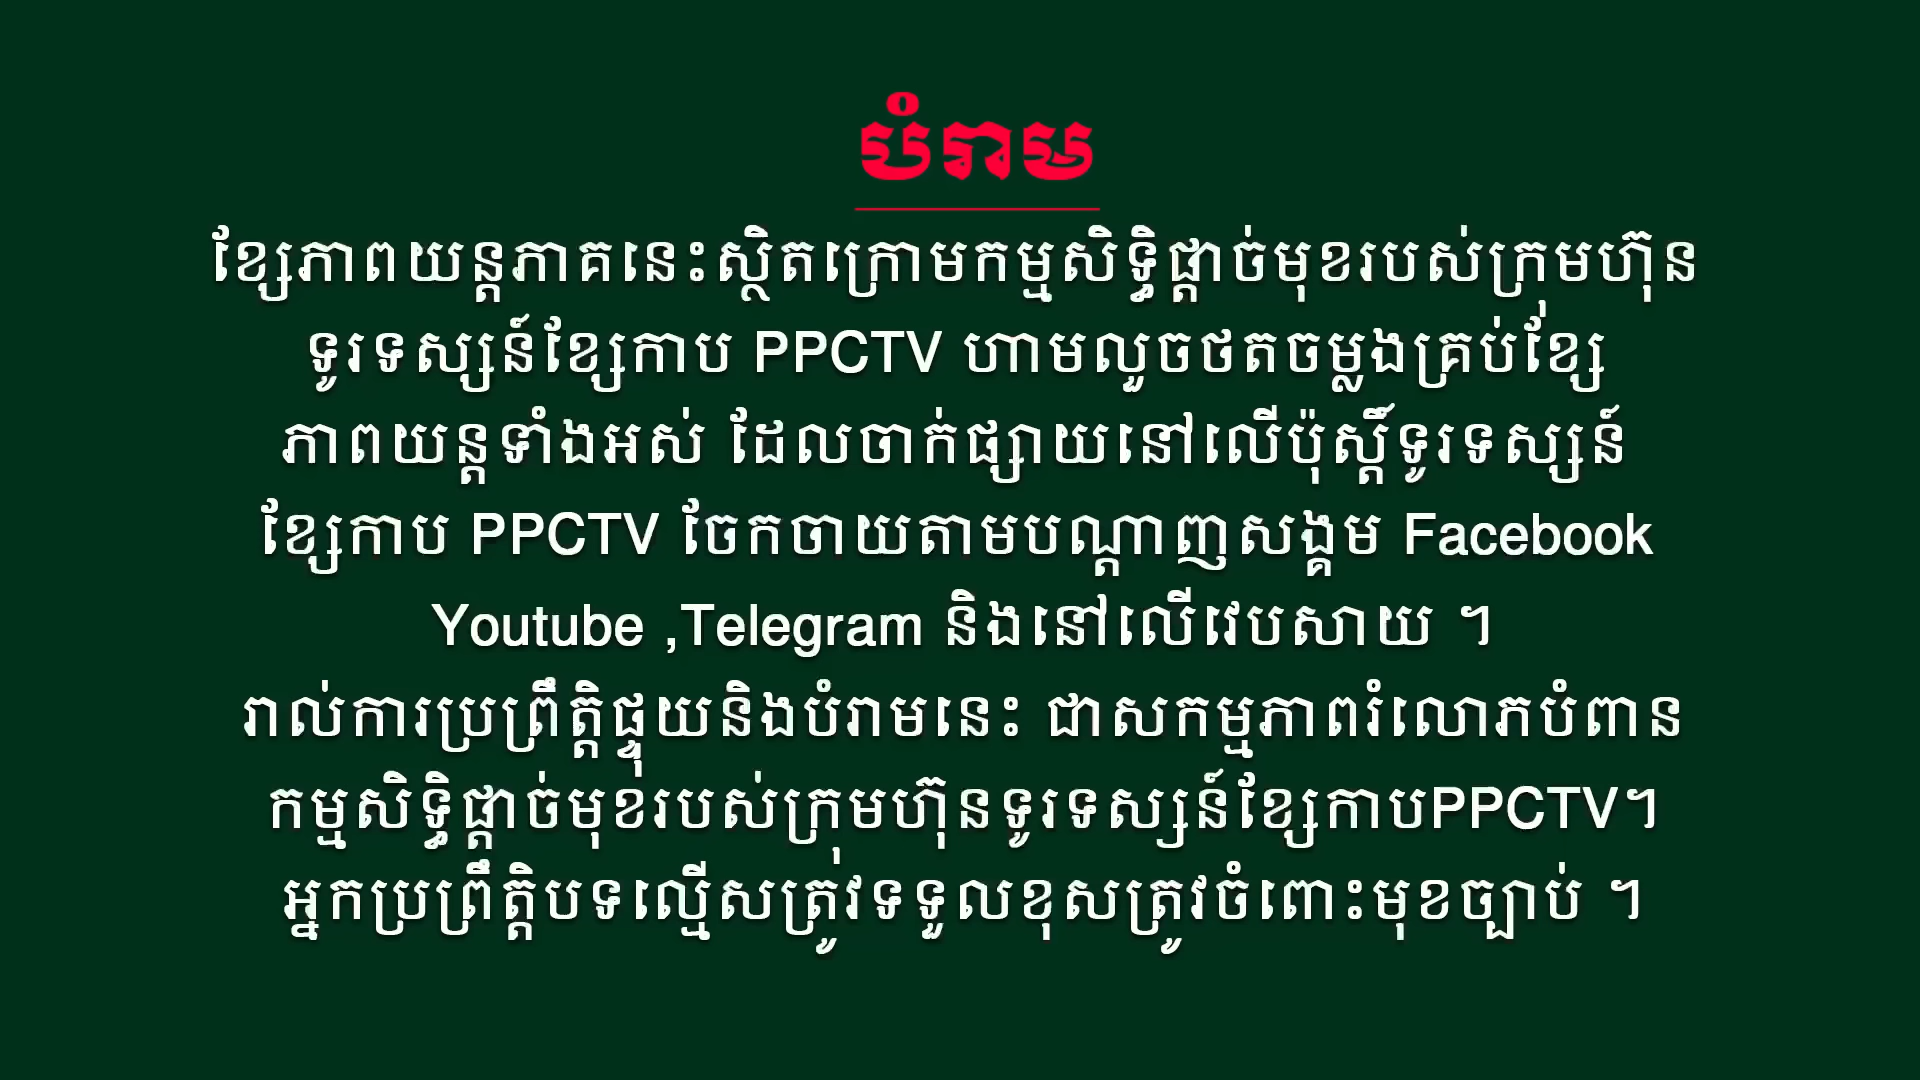 បំរាម
ខ្សែភាពយន្តភាគនេះស្ថិតក្រោមកម្មសិទ្ធិផ្តាច់មុខរបស់ក្រុមហ៊ុន
ទូរទស្សន៍ខ្សែកាប PPCTV ហាមលួចថតចម្លងគ្រប់ខ្សែ
ភាពយន្តទាំងអស់ ដែលចាក់ផ្សាយនៅលើប៉ុស្តិ៍ទូរទស្សន៍
ខ្សែកាប PPCTV ចែកចាយតាមបណ្តាញសង្គម Facebook
Youtube ,Telegram និងនៅលើវេបសាយ ។
រាល់ការប្រព្រឹត្តិផ្ទុយនិងបំរាមនេះ ជាសកម្មភាពរំលោភបំពាន
កម្មសិទ្ធិផ្តាច់មុខរបស់ក្រុមហ៊ុនទូរទស្សន៍ខ្សែកាបPPCTV។
អ្នកប្រព្រឹត្តិបទល្មើសត្រូវទទួលខុសត្រូវចំពោះមុខច្បាប់ ។